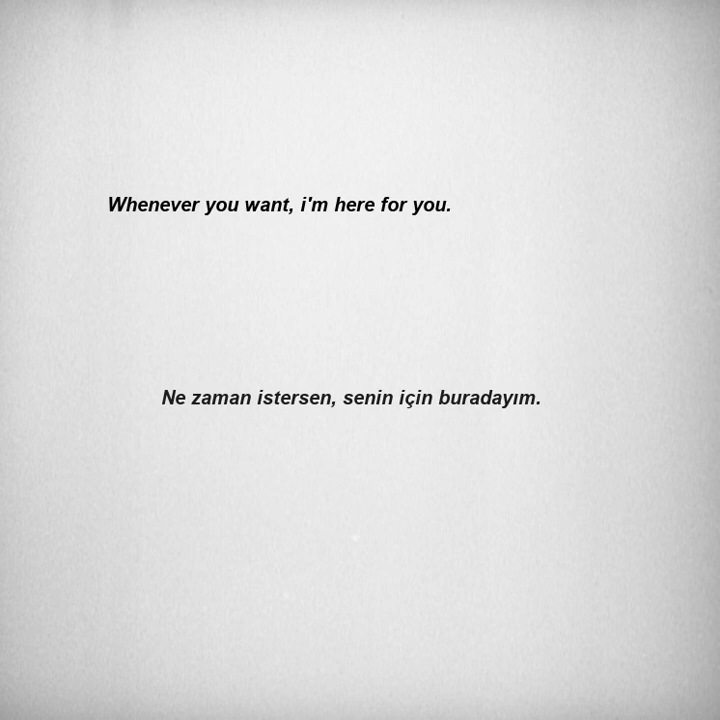 Whenever you want, i'm here for you.
Ne zaman istersen, senin için buradayım.